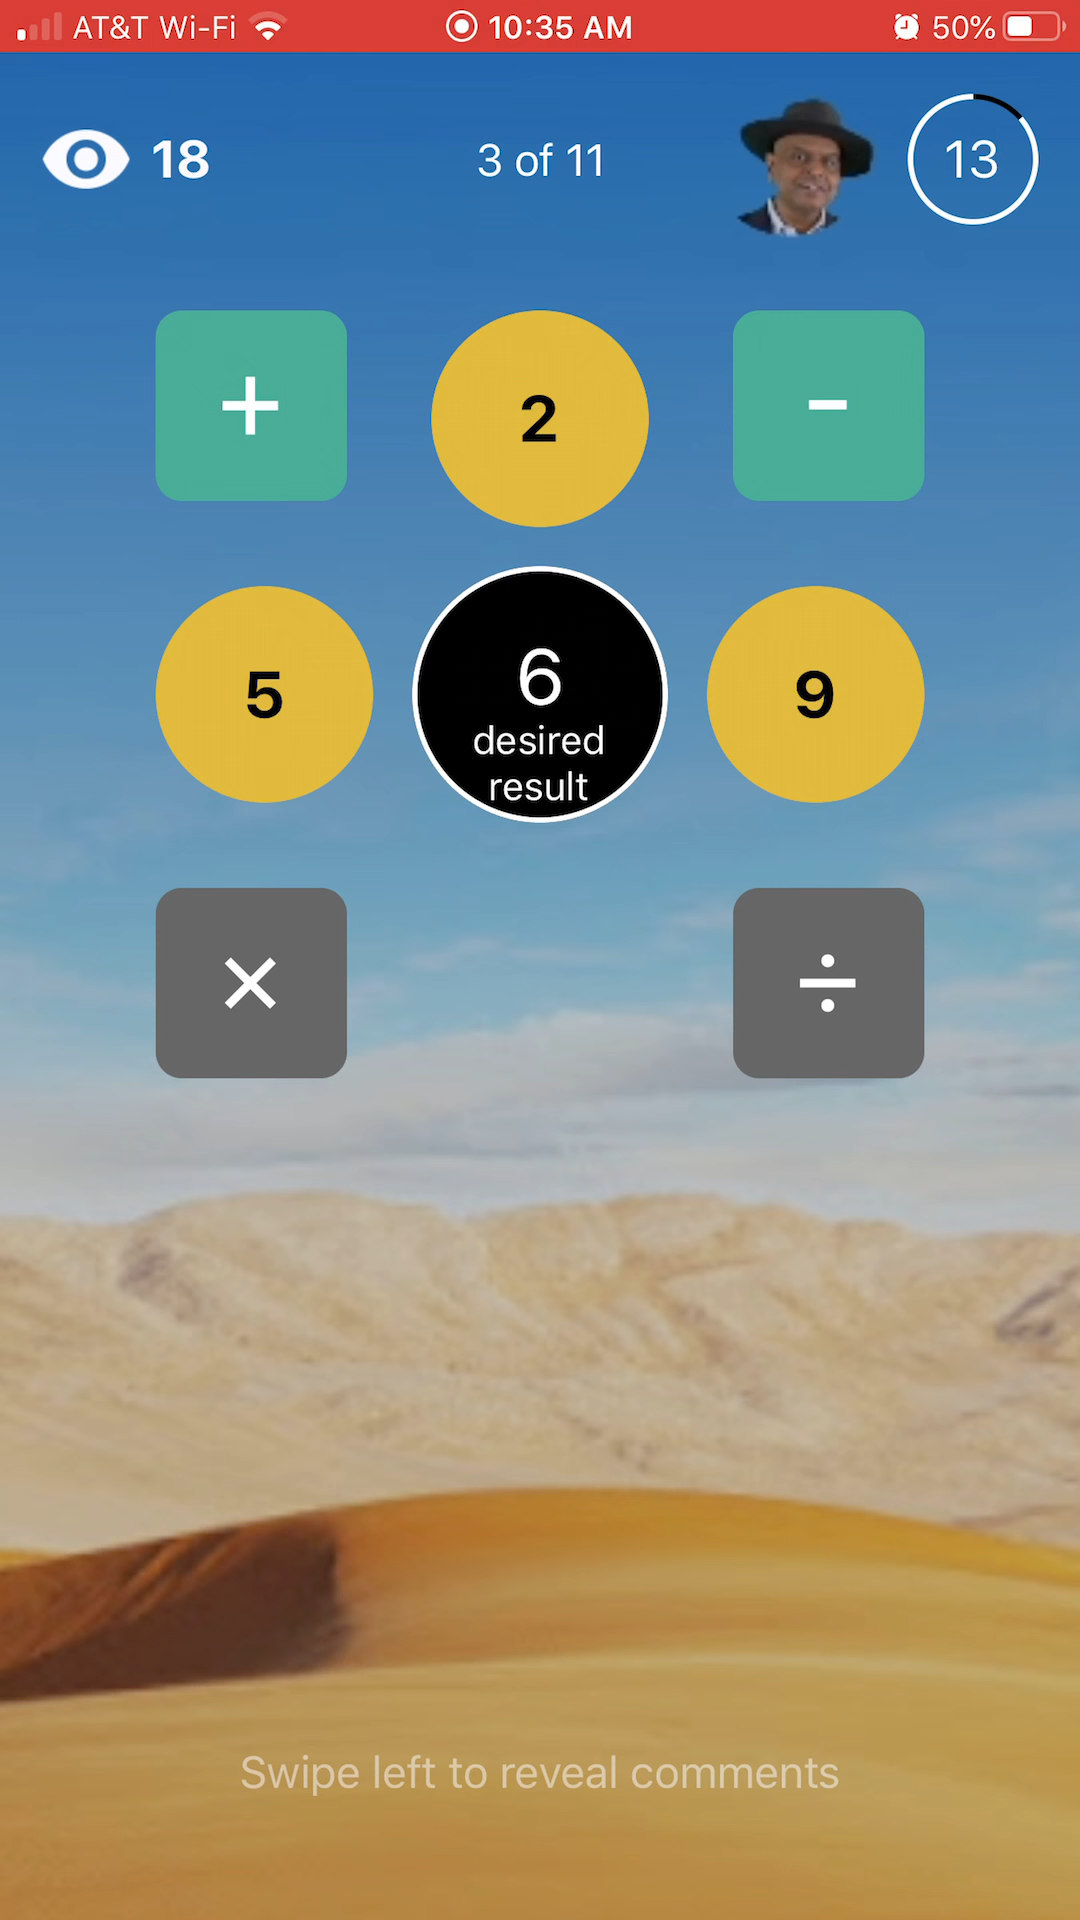 AT&T Wi-Fi 10:35 AM 50%
18 3 of 11 13
+ 2 -
5 6 9
desired
result
× ÷
Swipe left to reveal comments